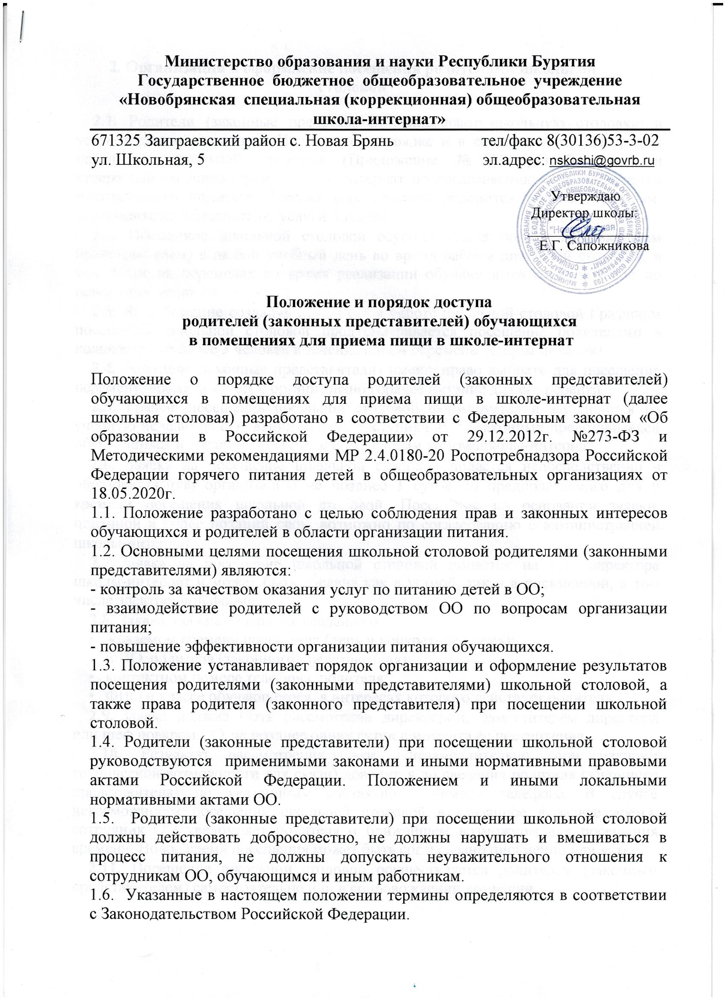 Министерство образования и науки Республики Бурятия
Государственное бюджетное общеобразовательное учреждение
«Новобрянская специальная (коррекционная) общеобразовательная
школа-интернат»
671325 Заиграевский район с. Новая Брянь тел/факс 8(30136)53-3-02
ул. Школьная, 5 эл.адрес: nskoshi@govrb.ru
Утверждаю
Директор школы:
"Новобрянская
СКОШИ"
Е.Г. Сапожникова
Положение и порядок доступа
родителей (законных представителей) обучающихся
в помещениях для приема пищи в школе-интернат
Положение о порядке доступа родителей (законных представителей)
обучающихся в помещениях для приема пищи в школе-интернат (далее
школьная столовая) разработано в соответствии с Федеральным законом «Об
образовании в Российской Федерации» от 29.12.2012г. №273-ФЗ и
Методическими рекомендациями МР 2.4.0180-20 Роспотребнадзора Российской
Федерации горячего питания детей в общеобразовательных организациях от
18.05.2020г.
1.1. Положение разработано с целью соблюдения прав и законных интересов
обучающихся и родителей в области организации питания.
1.2. Основными целями посещения школьной столовой родителями (законными
представителями) являются:
- контроль за качеством оказания услуг по питанию детей в ОО;
- взаимодействие родителей с руководством ОО по вопросам организации
питания;
- повышение эффективности организации питания обучающихся.
1.3. Положение устанавливает порядок организации и оформление результатов
посещения родителями (законными представителями) школьной столовой, а
также права родителя (законного представителя) при посещении школьной
столовой.
1.4. Родители (законные представители) при посещении школьной столовой
руководствуются применимыми законами и иными нормативными правовыми
актами Российской Федерации. Положением и иными локальными
нормативными актами ОО.
1.5. Родители (законные представители) при посещении школьной столовой
должны действовать добросовестно, не должны нарушать и вмешиваться в
процесс питания, не должны допускать неуважительного отношения к
сотрудникам ОО, обучающимся и иным работникам.
1.6. Указанные в настоящем положении термины определяются в соответствии
с Законодательством Российской Федерации.